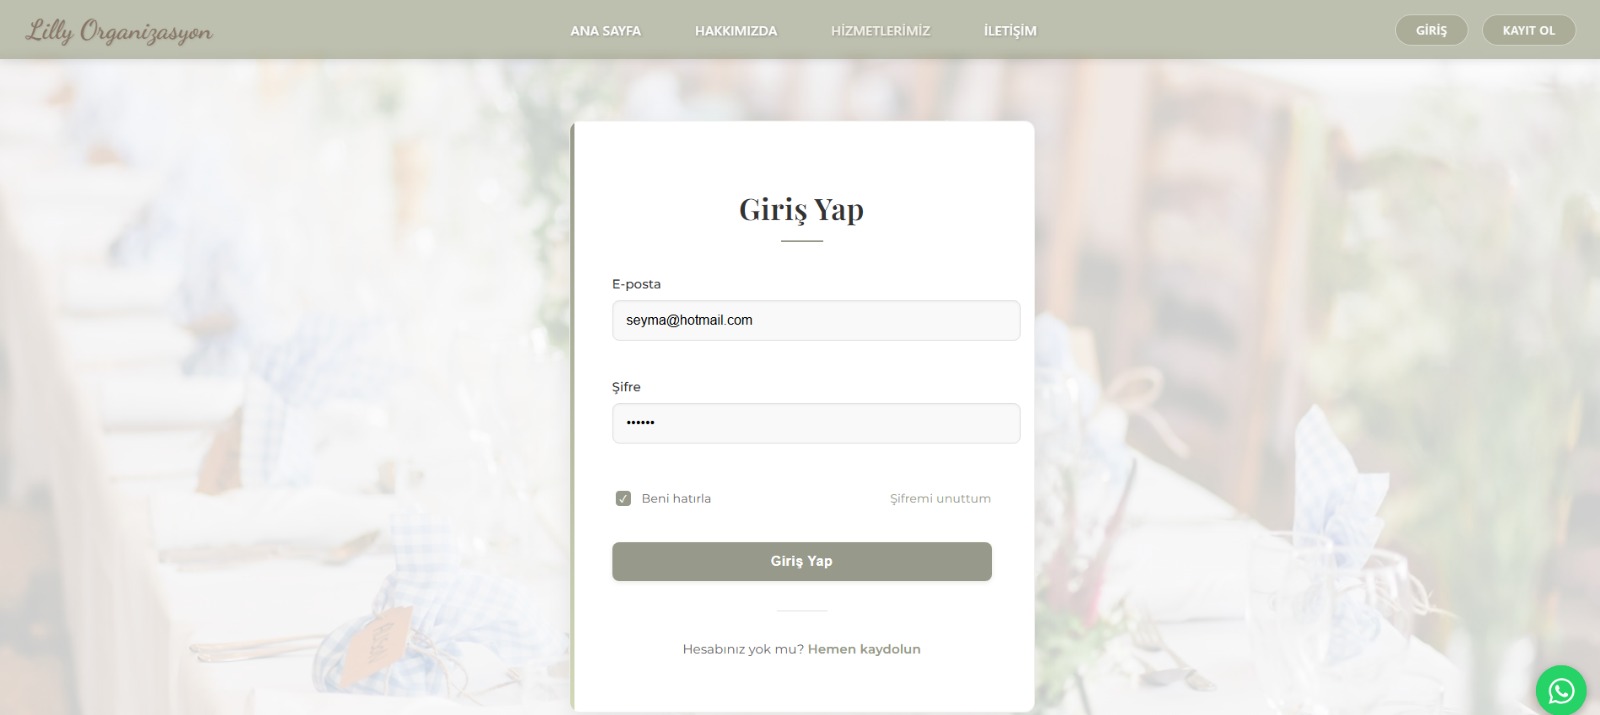 Lilly Organizasyon
ANA SAYFA
HAKKIMIZDA
HİZMETLERİMİZ
İLETİŞİM
GİRİŞ
KAYIT OL
Giriş Yap
E-posta
seyma@hotmail.com
Şifre
••••••
Beni hatırla
Şifremi unuttum
Giriş Yap
Hesabınız yok mu? Hemen kaydolun